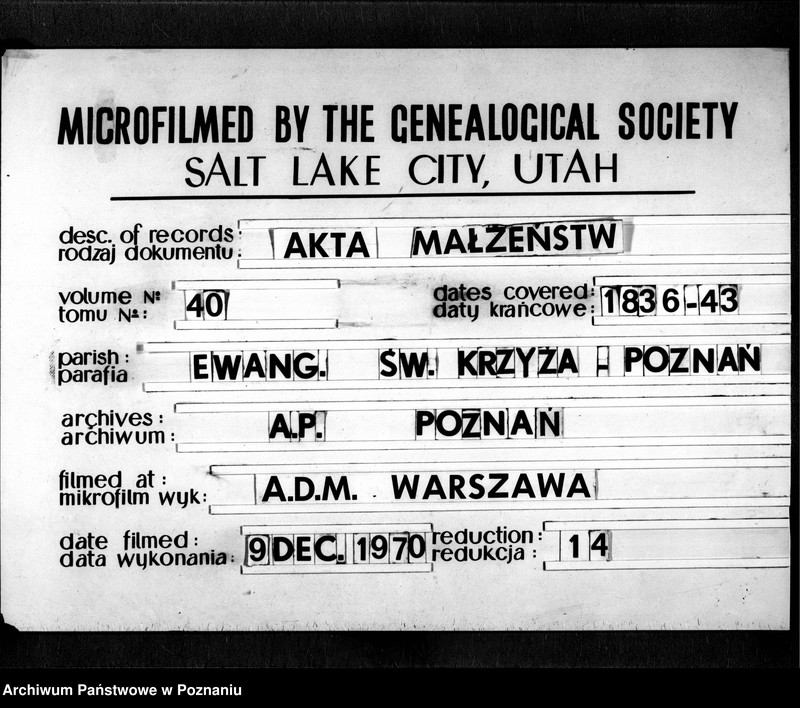 MICROFILMED BY THE GENEALOGICAL SOCIETY
SALT LAKE CITY, UTAH
desc. of records: AKTA MAŁŻEŃSTW
rodzaj dokumentu:
volume №: 40 dates covered: 1836-43
tomu №: daty krańcowe:
parish: EWANG. ŚW. KRZYŻA - POZNAŃ
parafia
archives: A.P. POZNAŃ
archiwum:
filmed at: A.D.M. WARSZAWA
mikrofilm wyk:
date filmed: 9 DEC. 1970 reduction: 14
data wykonania: redukcja:
Archiwum Państwowe w Poznaniu